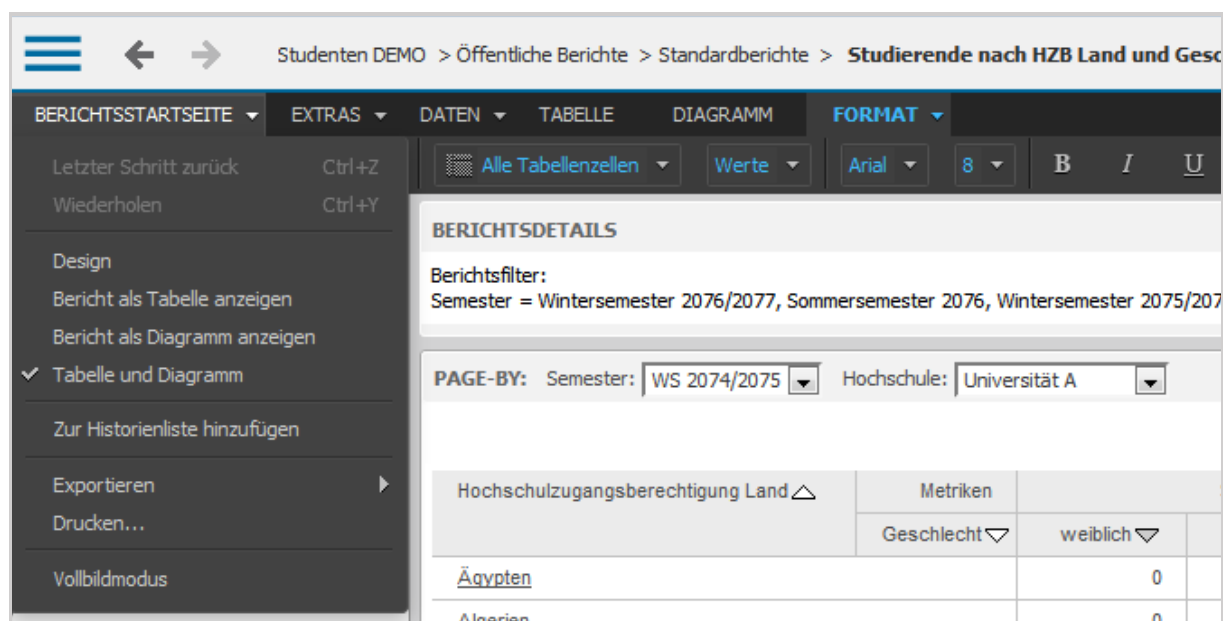 Studenten DEMO > Öffentliche Berichte > Standardberichte > Studierende nach HZB Land und
BERICHTSSTARTSEITE EXTRAS DATEN TABELLE DIAGRAMM FORMAT
Alle Tabellenzellen Werte Arial 8 B I U
Letzter Schritt zurück Ctrl+Z
Wiederholen Ctrl+Y
Design
Bericht als Tabelle anzeigen
Bericht als Diagramm anzeigen
Tabelle und Diagramm
Zur Historienliste hinzufügen
Exportieren
Drucken...
Vollbildmodus
BERICHTSDETAILS
Berichtsfilter:
Semester = Wintersemester 2076/2077, Sommersemester 2076, Wintersemester
PAGE-BY: Semester: WS 2074/2075 Hochschule: Universität A
Hochschulzugangsberechtigung Land Metriken
Geschlecht weiblich
Ägypten 0
Algerien 0